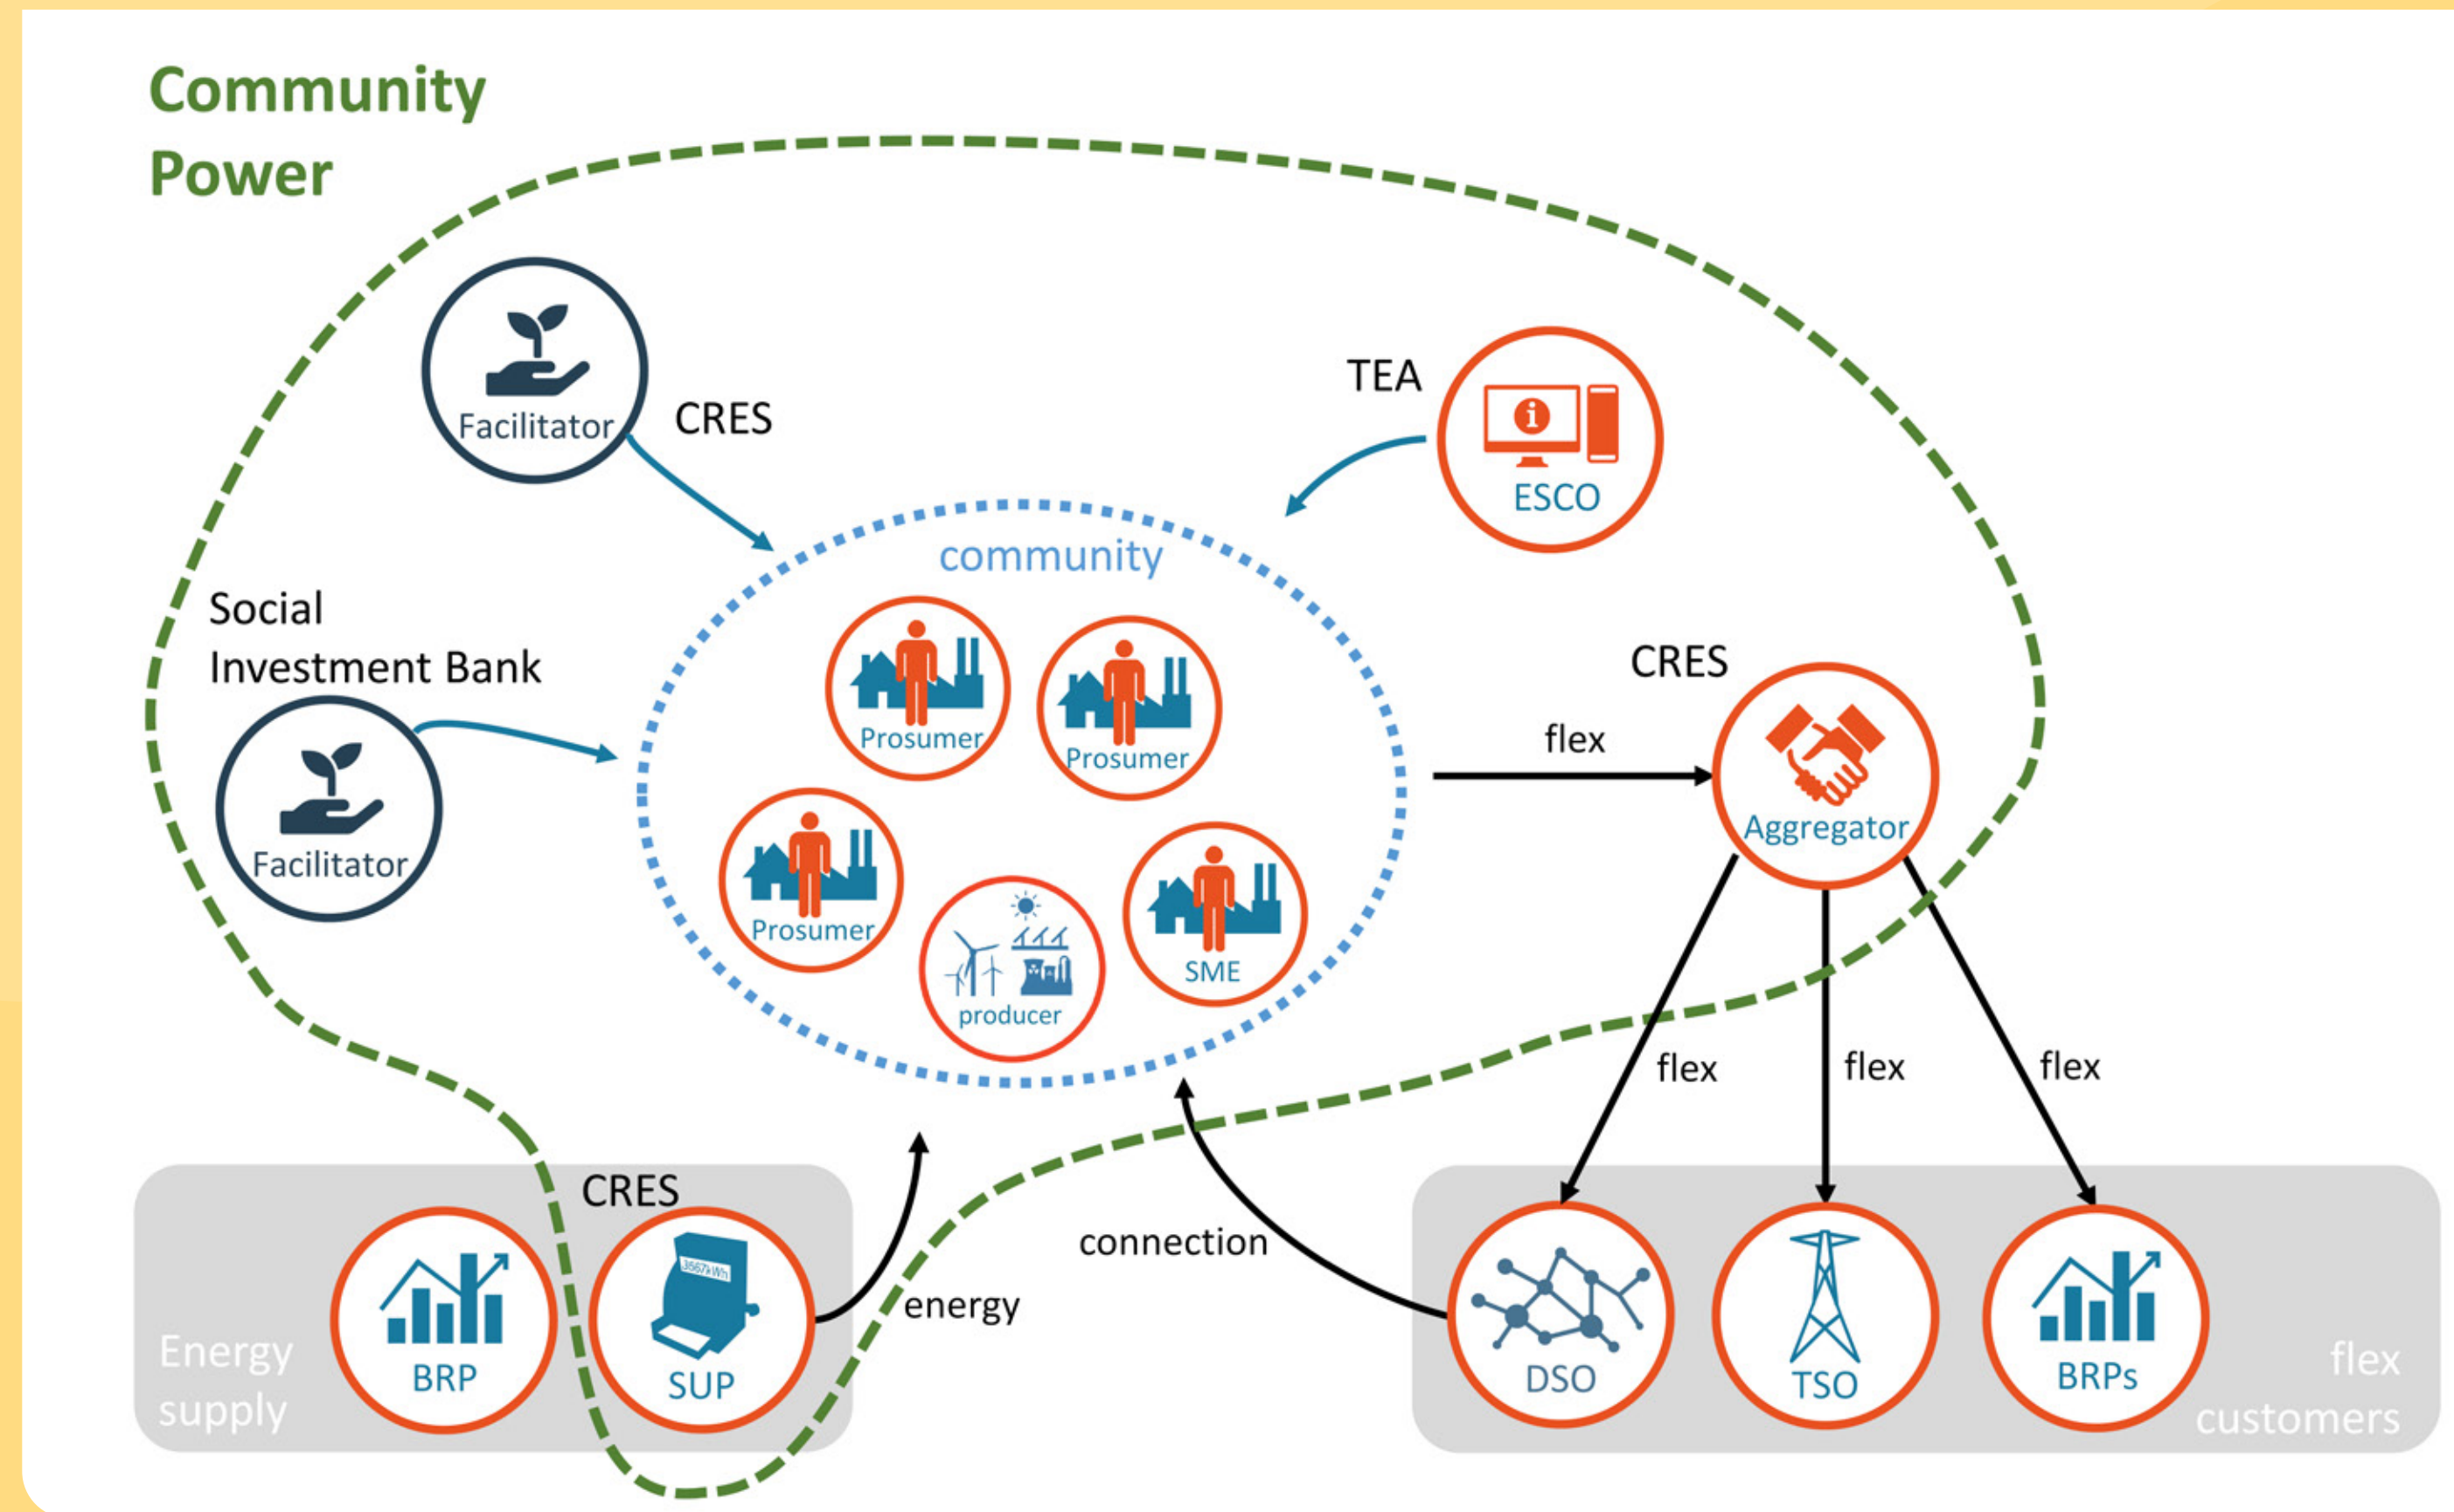 Community
Power
Facilitator
CRES
TEA
ESCO
community
Social
Investment Bank
Facilitator
Prosumer
Prosumer
Prosumer
SME
producer
CRES
flex
Aggregator
flex
flex
flex
CRES
3667kWh
BRP
SUP
Energy
supply
energy
connection
DSO
TSO
BRPs
flex
customers